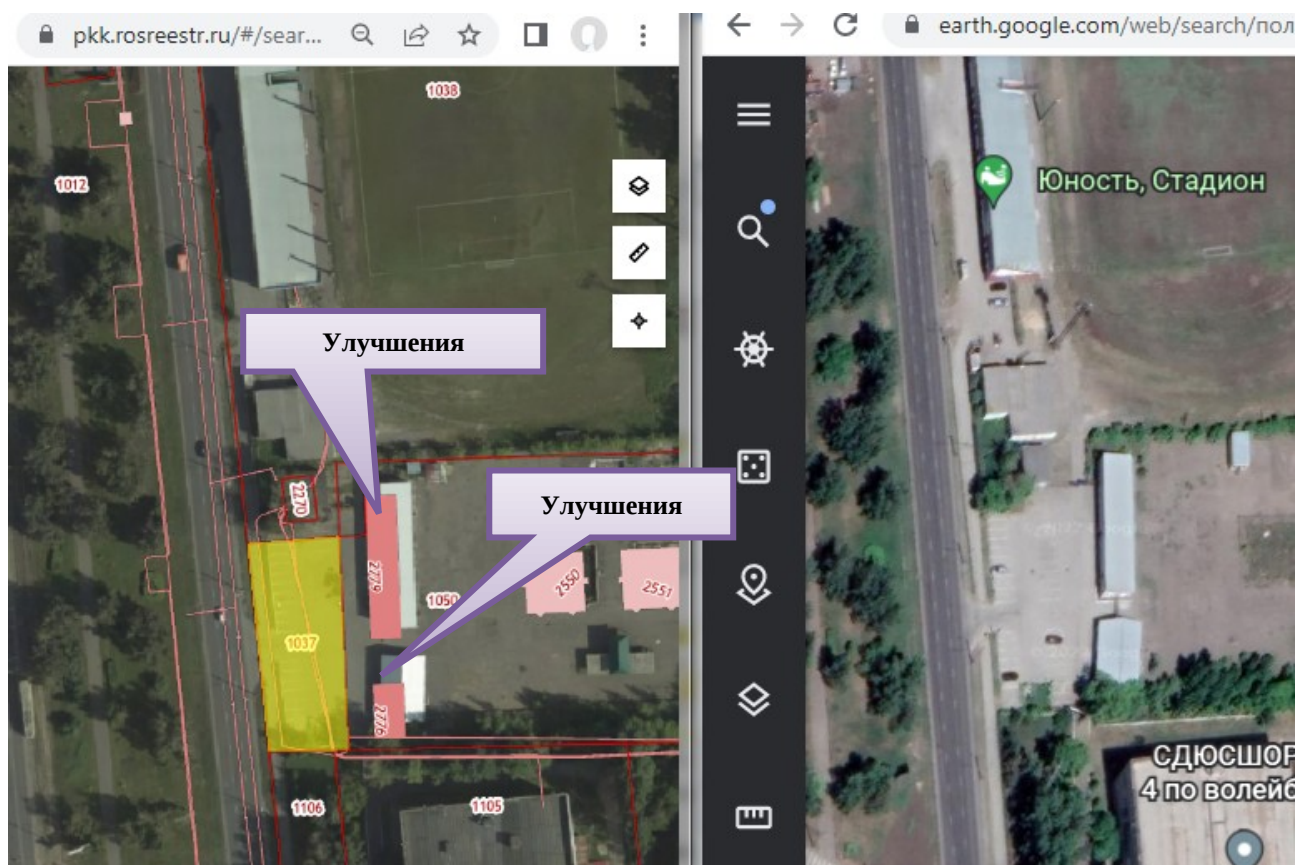 pkk.rosreestr.ru/#/sear...
1038
1012
Улучшения
2270
2779
1050
Улучшения
2550
2551
1037
2776
1106
1105
earth.google.com/web/search/пол
Юность, Стадион
СДЮСШОР
4 по волейб